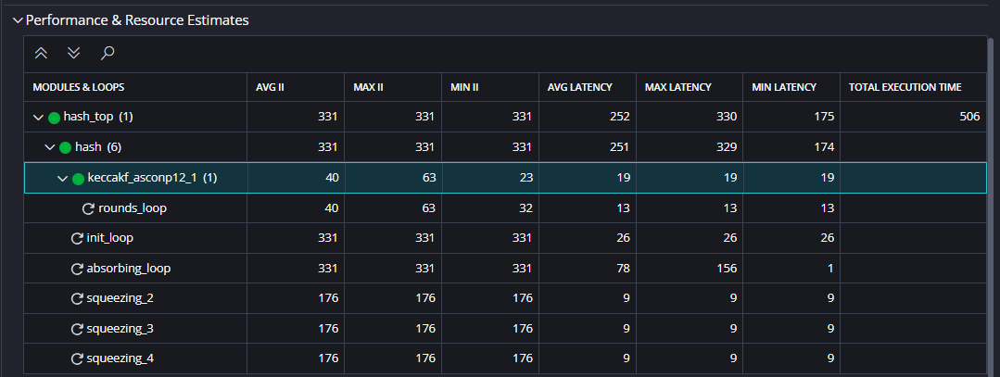 Performance & Resource Estimates
MODULES & LOOPS AVG II MAX II MIN II AVG LATENCY MAX LATENCY MIN LATENCY TOTAL EXECUTION TIME
hash_top (1) 331 331 331 252 330 175 506
hash (6) 331 331 331 251 329 174
keccakf_asconp12_1 (1) 40 63 23 19 19 19
rounds_loop 40 63 32 13 13 13
init_loop 331 331 331 26 26 26
absorbing_loop 331 331 331 78 156 1
squeezing_2 176 176 176 9 9 9
squeezing_3 176 176 176 9 9 9
squeezing_4 176 176 176 9 9 9